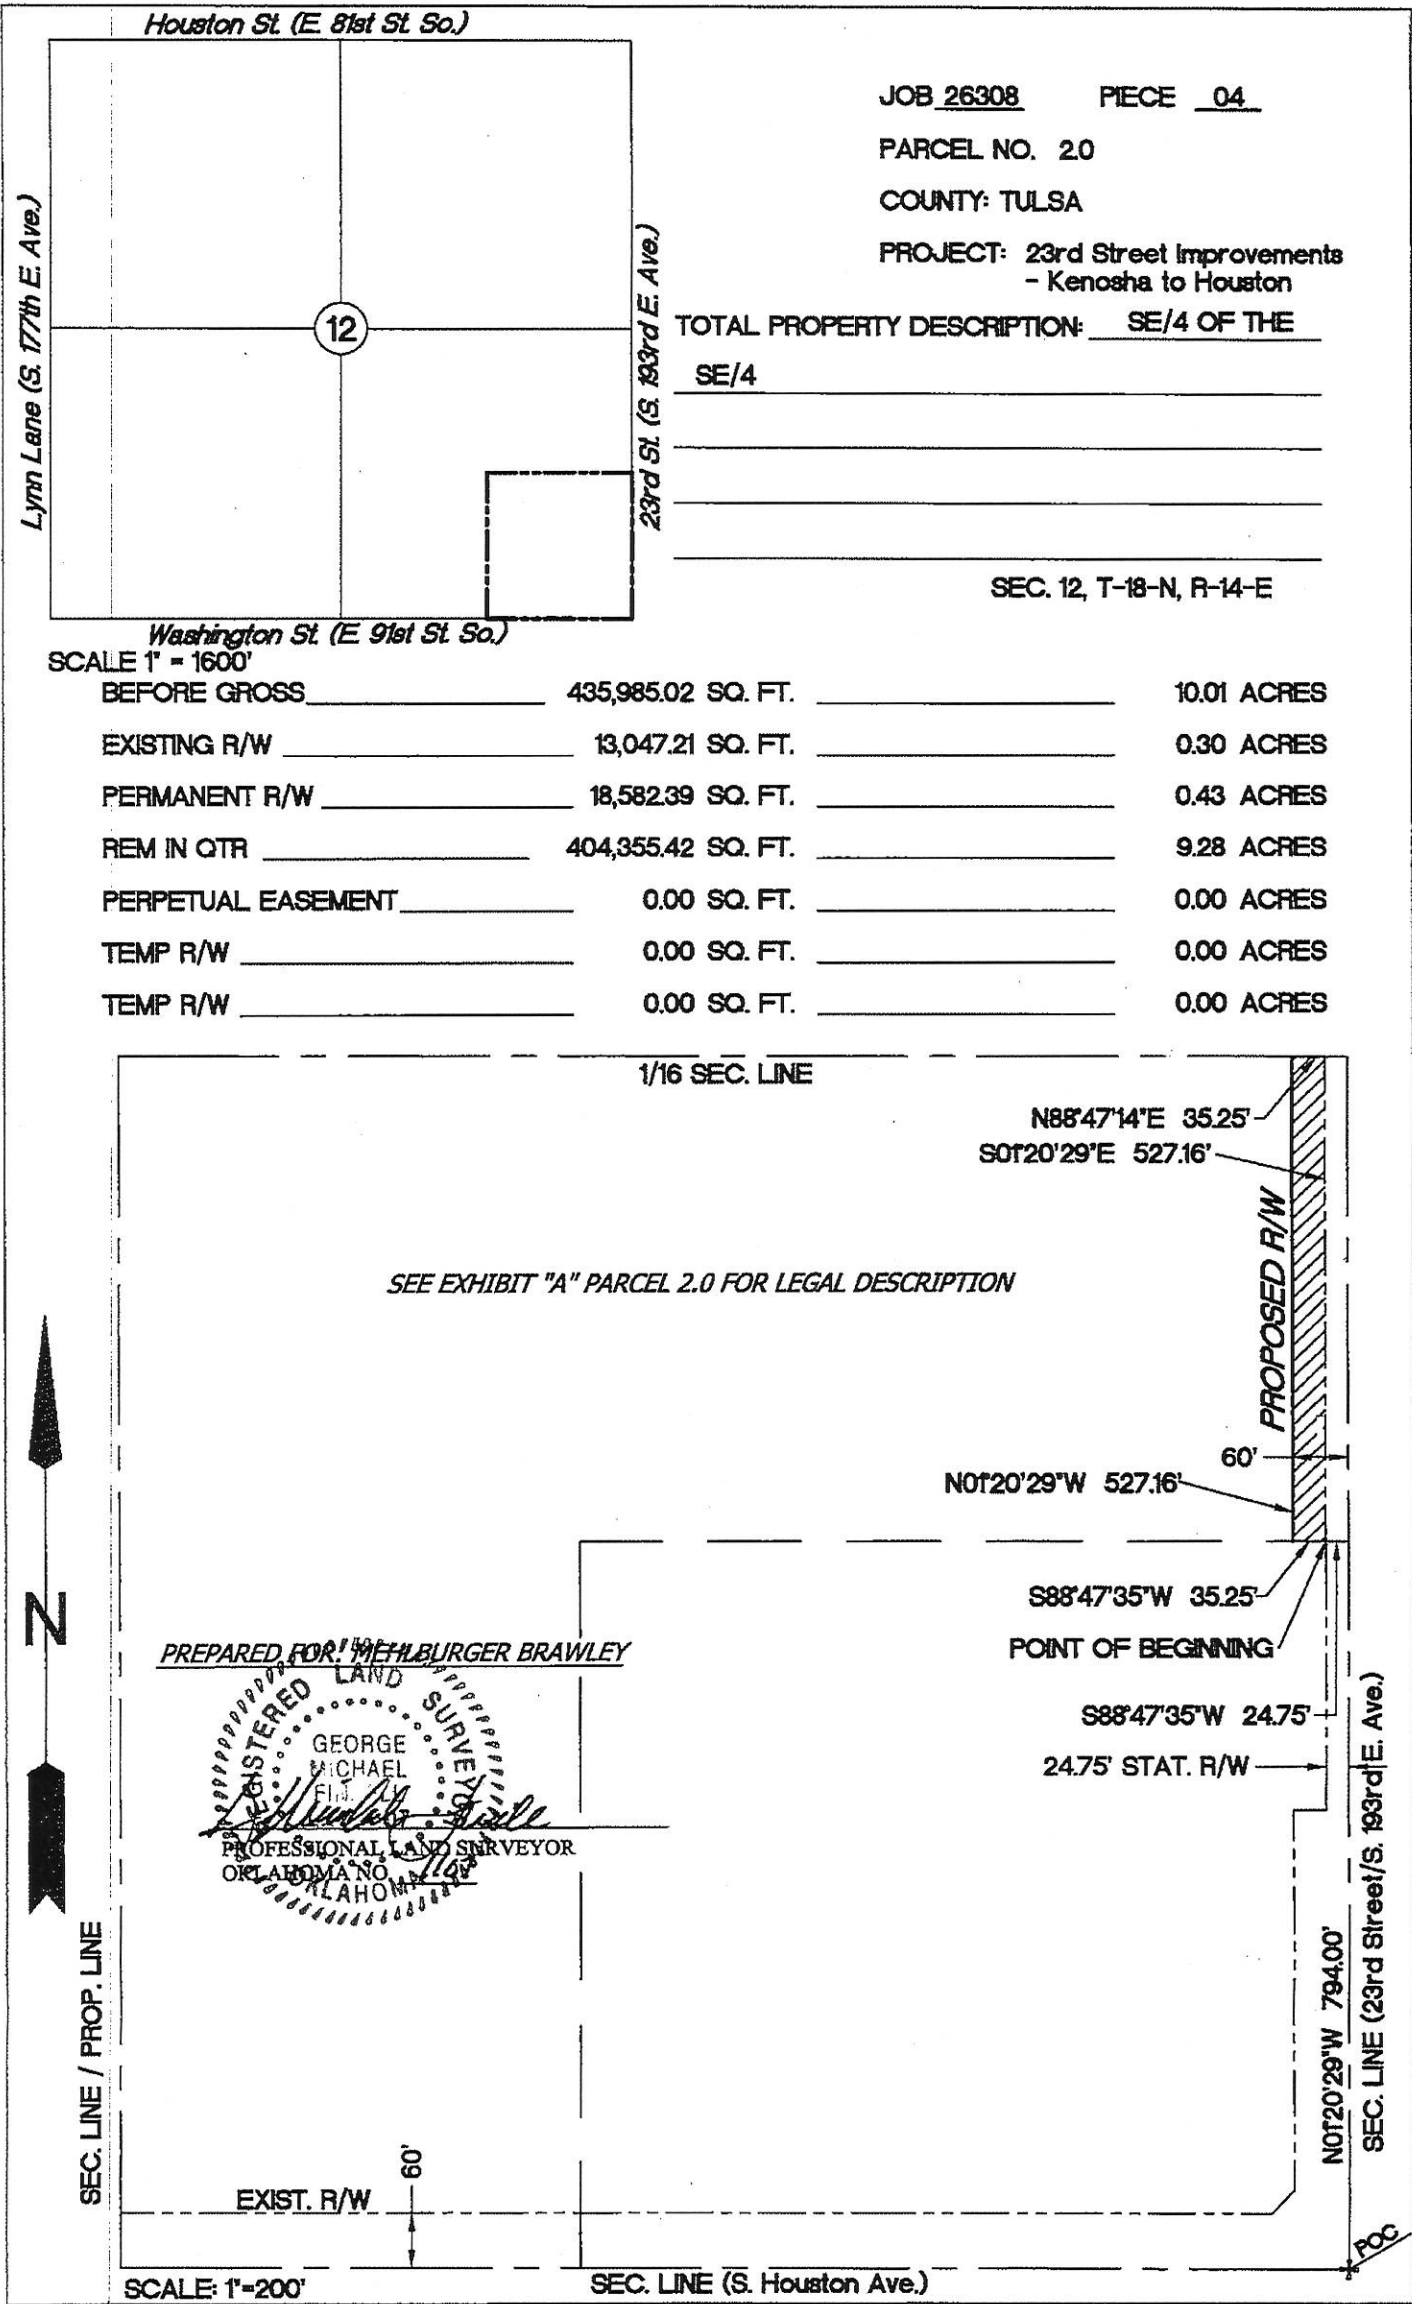 Houston St. (E. 81st St. So.)
Lynn Lane (S. 177th E. Ave.)
12
23rd St. (S. 193rd E. Ave.)
Washington St. (E. 91st St. So.)
SCALE 1" = 1600'
JOB 26308 PIECE 04
PARCEL NO. 2.0
COUNTY: TULSA
PROJECT: 23rd Street Improvements
- Kenosha to Houston
TOTAL PROPERTY DESCRIPTION: SE/4 OF THE
SE/4
SEC. 12, T-18-N, R-14-E
BEFORE GROSS 435,985.02 SQ. FT. 10.01 ACRES
EXISTING R/W 13,047.21 SQ. FT. 0.30 ACRES
PERMANENT R/W 18,582.39 SQ. FT. 0.43 ACRES
REM IN QTR 404,355.42 SQ. FT. 9.28 ACRES
PERPETUAL EASEMENT 0.00 SQ. FT. 0.00 ACRES
TEMP R/W 0.00 SQ. FT. 0.00 ACRES
TEMP R/W 0.00 SQ. FT. 0.00 ACRES
1/16 SEC. LINE
N88°47'14"E 35.25'
S01°20'29"E 527.16'
PROPOSED R/W
SEE EXHIBIT "A" PARCEL 2.0 FOR LEGAL DESCRIPTION
60'
N01°20'29"W 527.16'
S88°47'35"W 35.25'
POINT OF BEGINNING
S88°47'35"W 24.75'
24.75' STAT. R/W
N
PREPARED FOR: MEHLBURGER BRAWLEY
REGISTERED LAND SURVEYOR
GEORGE
MICHAEL
OKLAHOMA
PROFESSIONAL LAND SURVEYOR
OKLAHOMA NO.
SEC. LINE / PROP. LINE
N01°20'29"W 794.00'
SEC. LINE (23rd Street/S. 193rd E. Ave.)
60'
EXIST. R/W
POC
SCALE: 1"=200'
SEC. LINE (S. Houston Ave.)